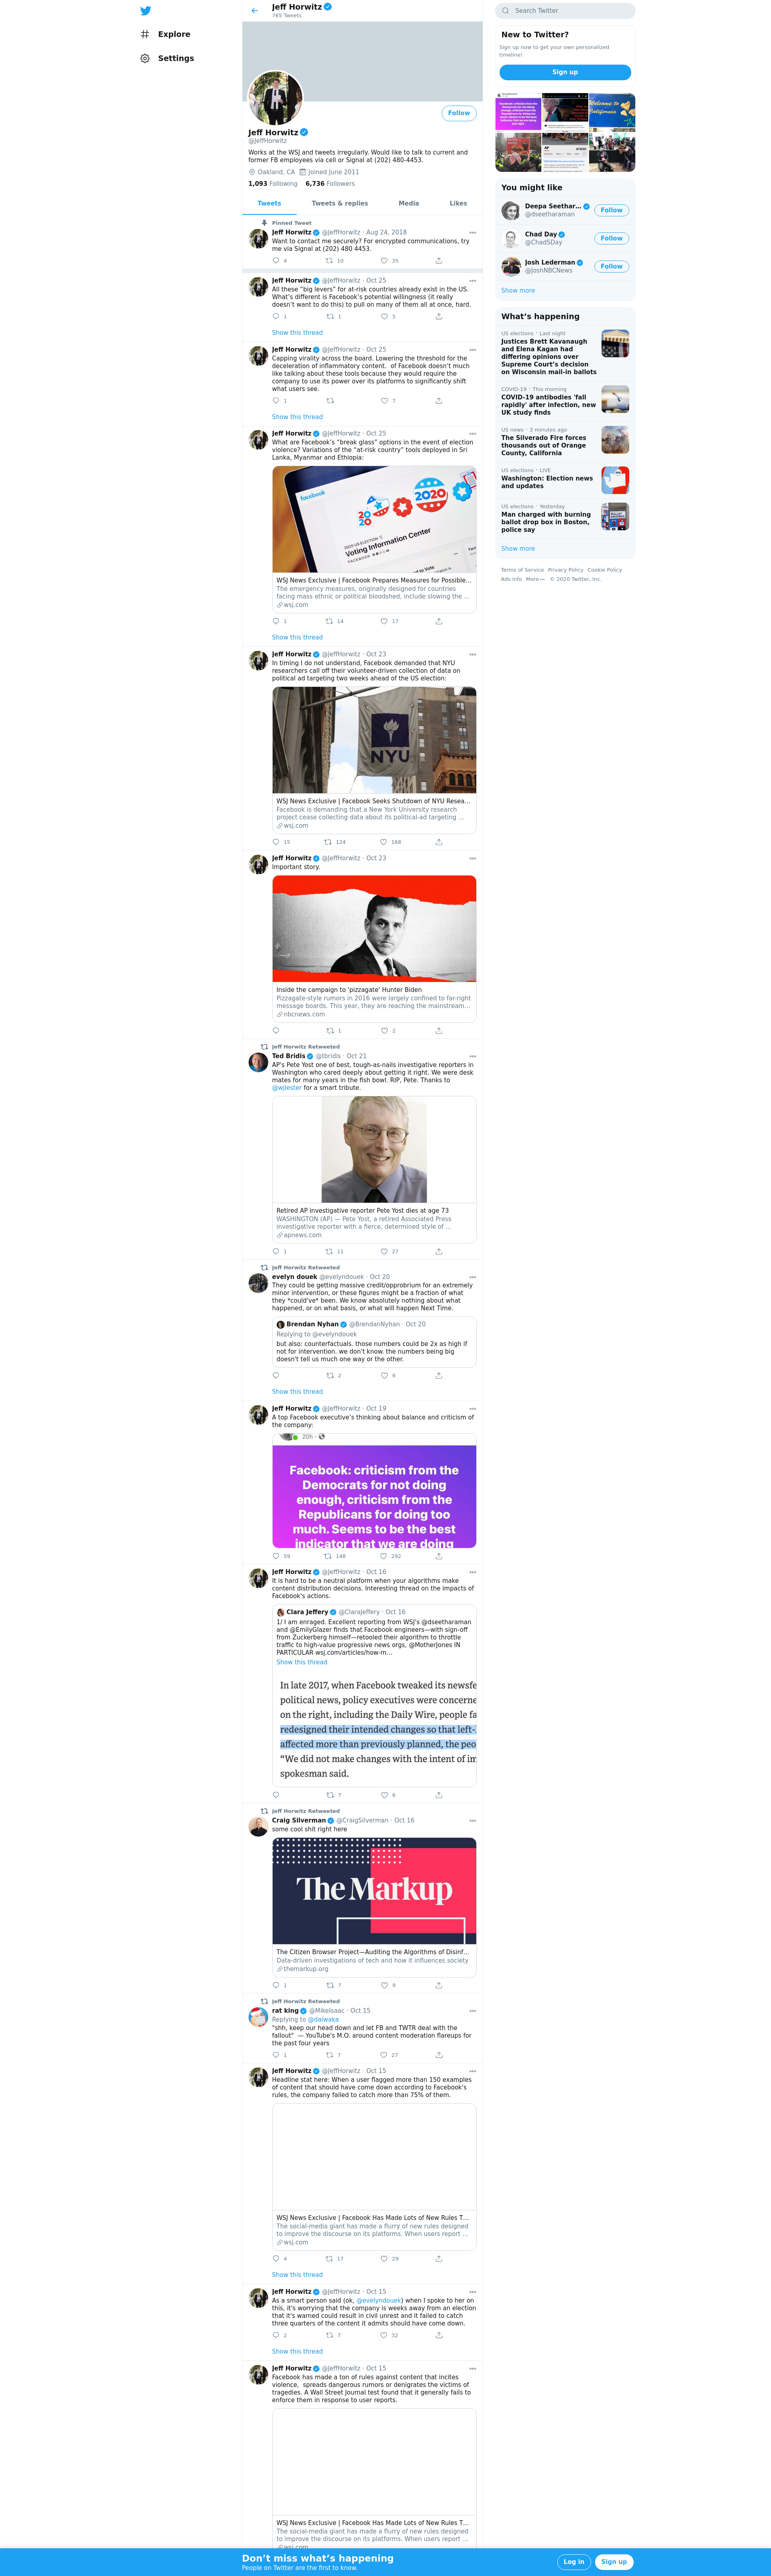 Explore
Settings
Jeff Horwitz
765 Tweets
Follow
Jeff Horwitz
@JeffHorwitz
Works at the WSJ and tweets irregularly. Would like to talk to current and
former FB employees via cell or Signal at (202) 480-4453.
Oakland, CA Joined June 2011
1,093 Following 6,736 Followers
Tweets Tweets & replies Media Likes
Pinned Tweet
Jeff Horwitz @JeffHorwitz · Aug 24, 2018
Want to contact me securely? For encrypted communications, try
me via Signal at (202) 480 4453.
4 10 35
Jeff Horwitz @JeffHorwitz · Oct 25
All these “big levers” for at-risk countries already exist in the US.
What’s different is Facebook’s potential willingness (it really
doesn’t want to do this) to pull on many of them all at once, hard.
1 1 5
Show this thread
Jeff Horwitz @JeffHorwitz · Oct 25
Capping virality across the board. Lowering the threshold for the
deceleration of inflammatory content. of Facebook doesn’t much
like talking about these tools because they would require the
company to use its power over its platforms to significantly shift
what users see.
1 7
Show this thread
Jeff Horwitz @JeffHorwitz · Oct 25
What are Facebook’s “break glass” options in the event of election
violence? Variations of the “at-risk country” tools deployed in Sri
Lanka, Myanmar and Ethiopia:
facebook
2020
2020
2020 US ELECTION
Voting Information Center
FACEBOOK
WSJ News Exclusive | Facebook Prepares Measures for Possible...
The emergency measures, originally designed for countries
facing mass ethnic or political bloodshed, include slowing the ...
wsj.com
1 14 17
Show this thread
Jeff Horwitz @JeffHorwitz · Oct 23
In timing I do not understand, Facebook demanded that NYU
researchers call off their volunteer-driven collection of data on
political ad targeting two weeks ahead of the US election:
NYU
WSJ News Exclusive | Facebook Seeks Shutdown of NYU Resea...
Facebook is demanding that a New York University research
project cease collecting data about its political-ad targeting ...
wsj.com
15 124 168
Jeff Horwitz @JeffHorwitz · Oct 23
Important story.
Inside the campaign to 'pizzagate' Hunter Biden
Pizzagate-style rumors in 2016 were largely confined to far-right
message boards. This year, they are reaching the mainstream...
nbcnews.com
1 2
Jeff Horwitz Retweeted
Ted Bridis @tbridis · Oct 21
AP's Pete Yost one of best, tough-as-nails investigative reporters in
Washington who cared deeply about getting it right. We were desk
mates for many years in the fish bowl. RIP, Pete. Thanks to
@wjlester for a smart tribute.
Retired AP investigative reporter Pete Yost dies at age 73
WASHINGTON (AP) — Pete Yost, a retired Associated Press
investigative reporter with a fierce, determined style of ...
apnews.com
1 11 27
Jeff Horwitz Retweeted
evelyn douek @evelyndouek · Oct 20
They could be getting massive credit/opprobrium for an extremely
minor intervention, or these figures might be a fraction of what
they *could've* been. We know absolutely nothing about what
happened, or on what basis, or what will happen Next Time.
Brendan Nyhan @BrendanNyhan · Oct 20
Replying to @evelyndouek
but also: counterfactuals. those numbers could be 2x as high if
not for intervention. we don't know. the numbers being big
doesn't tell us much one way or the other.
2 6
Show this thread
Jeff Horwitz @JeffHorwitz · Oct 19
A top Facebook executive’s thinking about balance and criticism of
the company:
20h
Facebook: criticism from the
Democrats for not doing
enough, criticism from the
Republicans for doing too
much. Seems to be the best
indicator that we are doing
59 148 292
Jeff Horwitz @JeffHorwitz · Oct 16
It is hard to be a neutral platform when your algorithms make
content distribution decisions. Interesting thread on the impacts of
Facebook's actions.
Clara Jeffery @ClaraJeffery · Oct 16
1/ I am enraged. Excellent reporting from WSJ's @dseetharaman
and @EmilyGlazer finds that Facebook engineers—with sign-off
from Zuckerberg himself—retooled their algorithm to throttle
traffic to high-value progressive news orgs, @MotherJones IN
PARTICULAR wsj.com/articles/how-m…
Show this thread
In late 2017, when Facebook tweaked its newsfe
political news, policy executives were concerne
on the right, including the Daily Wire, people fa
redesigned their intended changes so that left-
affected more than previously planned, the peo
“We did not make changes with the intent of im
spokesman said.
7 6
Jeff Horwitz Retweeted
Craig Silverman @CraigSilverman · Oct 16
some cool shit right here
The Markup
The Citizen Browser Project—Auditing the Algorithms of Disinf...
Data-driven investigations of tech and how it influences society
themarkup.org
1 7 9
Jeff Horwitz Retweeted
rat king @MikeIsaac · Oct 15
Replying to @daiwaka
"shh, keep our head down and let FB and TWTR deal with the
fallout" — YouTube's M.O. around content moderation flareups for
the past four years
1 7 27
Jeff Horwitz @JeffHorwitz · Oct 15
Headline stat here: When a user flagged more than 150 examples
of content that should have come down according to Facebook's
rules, the company failed to catch more than 75% of them.
WSJ News Exclusive | Facebook Has Made Lots of New Rules T...
The social-media giant has made a flurry of new rules designed
to improve the discourse on its platforms. When users report ...
wsj.com
4 17 29
Show this thread
Jeff Horwitz @JeffHorwitz · Oct 15
As a smart person said (ok, @evelyndouek) when I spoke to her on
this, it's worrying that the company is weeks away from an election
that it's warned could result in civil unrest and it failed to catch
three quarters of the content it admits should have come down.
2 7 32
Show this thread
Jeff Horwitz @JeffHorwitz · Oct 15
Facebook has made a ton of rules against content that incites
violence, spreads dangerous rumors or denigrates the victims of
tragedies. A Wall Street Journal test found that it generally fails to
enforce them in response to user reports.
WSJ News Exclusive | Facebook Has Made Lots of New Rules T...
The social-media giant has made a flurry of new rules designed
to improve the discourse on its platforms. When users report ...
wsj.com
Search Twitter
New to Twitter?
Sign up now to get your own personalized
timeline!
Sign up
Welcome to
California
You might like
Deepa Seethar...
@dseetharaman
Follow
Chad Day
@ChadSDay
Follow
Josh Lederman
@JoshNBCNews
Follow
Show more
What’s happening
US elections · Last night
Justices Brett Kavanaugh
and Elena Kagan had
differing opinions over
Supreme Court’s decision
on Wisconsin mail-in ballots
COVID-19 · This morning
COVID-19 antibodies 'fall
rapidly' after infection, new
UK study finds
US news · 3 minutes ago
The Silverado Fire forces
thousands out of Orange
County, California
US elections · LIVE
Washington: Election news
and updates
US elections · Yesterday
Man charged with burning
ballot drop box in Boston,
police say
Show more
Terms of Service Privacy Policy Cookie Policy
Ads info More © 2020 Twitter, Inc.
Don’t miss what’s happening
People on Twitter are the first to know.
Log in Sign up